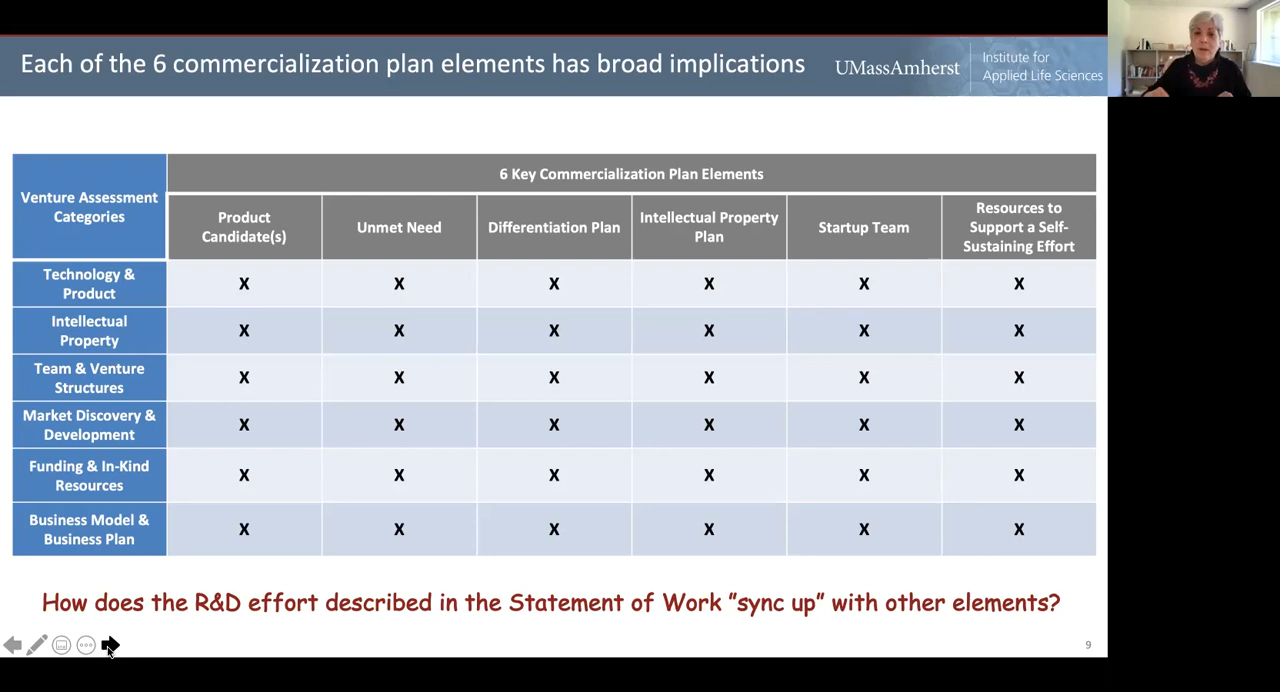 Each of the 6 commercialization plan elements has broad implications
UMassAmherst
Institute for
Applied Life Sciences
Venture Assessment
Categories
6 Key Commercialization Plan Elements
Product
Candidate(s)
Unmet Need
Differentiation Plan
Intellectual Property
Plan
Startup Team
Resources to
Support a Self-
Sustaining Effort
Technology &
Product
X X X X X X
Intellectual
Property
X X X X X X
Team & Venture
Structures
X X X X X X
Market Discovery &
Development
X X X X X X
Funding & In-Kind
Resources
X X X X X X
Business Model &
Business Plan
X X X X X X
How does the R&D effort described in the Statement of Work "sync up" with other elements?
9